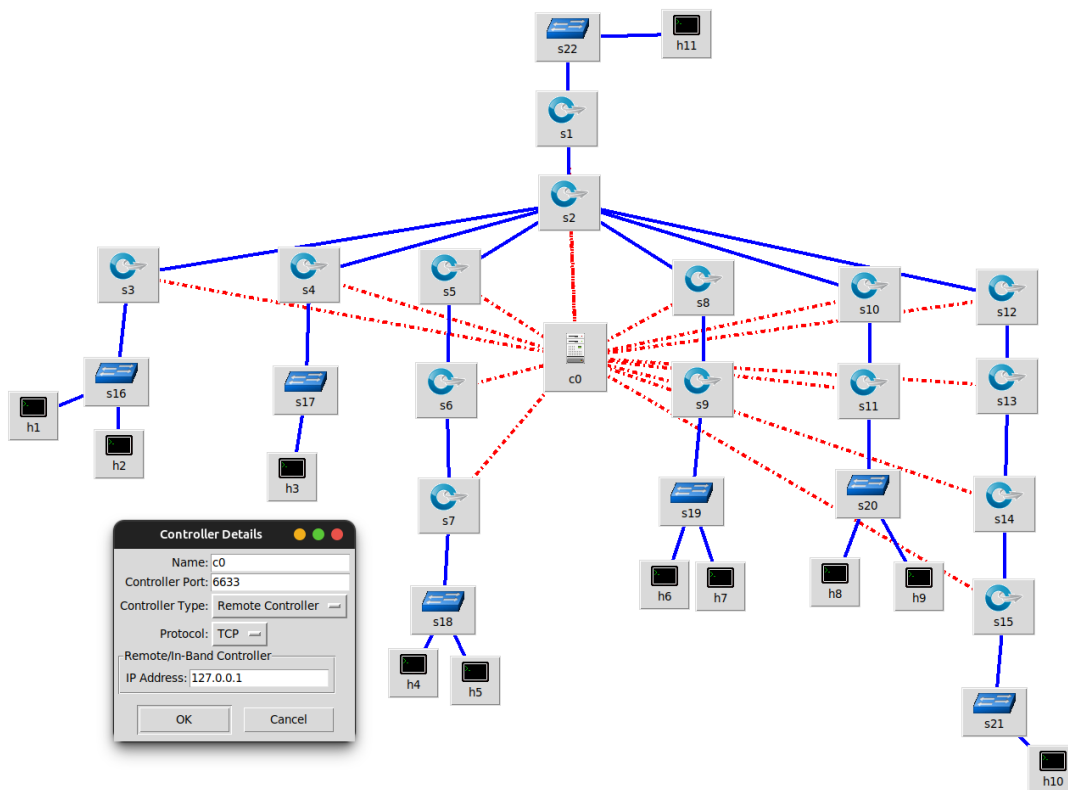 s22
h11
s1
s2
s3
s4
s5
s8
s10
s12
c0
s16
s17
s6
s9
s11
s13
h1
h2
h3
s7
s19
s20
s14
Controller Details
Name: c0
Controller Port: 6633
Controller Type: Remote Controller
Protocol: TCP
Remote/In-Band Controller
IP Address: 127.0.0.1
OK Cancel
h6
h7
h8
h9
s18
s15
h4
h5
s21
h10